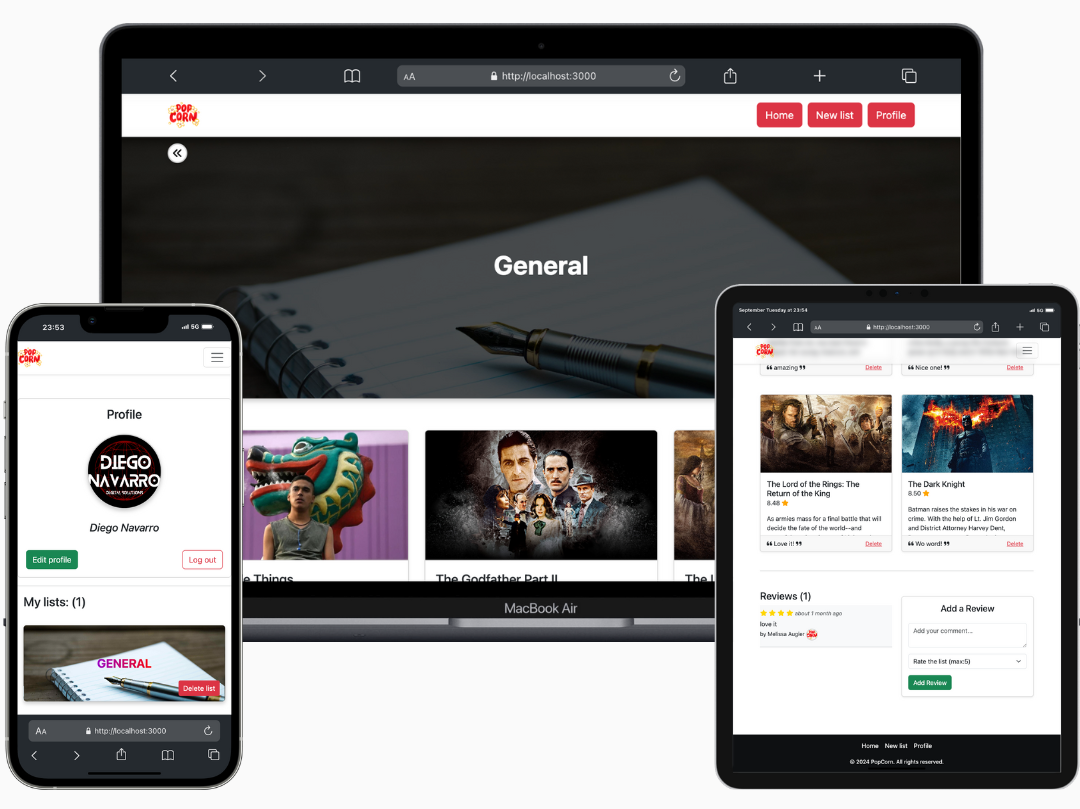 AA http://localhost:3000
POP
CORN
Home New list Profile
General
e Things
The Godfather Part II
The L
MacBook Air
23:53
5G
POP
CORN
Profile
DIEGO
NAVARRO
DIGITAL SOLUTIONS
Diego Navarro
Edit profile
Log out
My lists: (1)
GENERAL
Delete list
AA http://localhost:3000
September Tuesday at 23:54
5G
AA http://localhost:3000
POP
CORN
❝ amazing ❞ Delete
❝ Nice one! ❞ Delete
The Lord of the Rings: The
Return of the King
8.48
As armies mass for a final battle that will
decide the fate of the world--and
❝ Love it! ❞ Delete
The Dark Knight
8.50
Batman raises the stakes in his war on
crime. With the help of Lt. Jim Gordon
and District Attorney Harvey Dent,
❝ Wo word! ❞ Delete
Reviews (1)
about 1 month ago
love it
by Melissa Augler POP
CORN
Add a Review
Add your comment...
Rate the list (max:5)
Add Review
Home New list Profile
© 2024 PopCorn. All rights reserved.